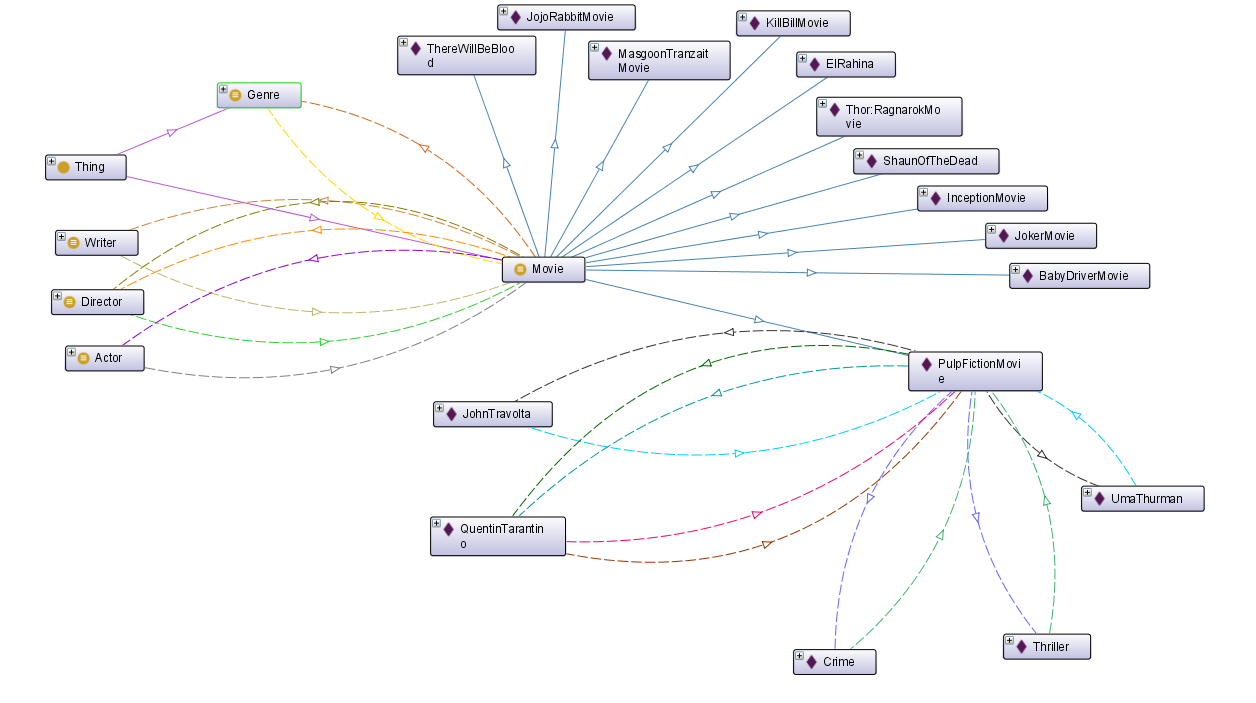 JojoRabbitMovie
KillBillMovie
ThereWillBeBloo
d
MasgoonTranzait
Movie
ElRahina
Genre
Thor:RagnarokMo
vie
ShaunOfTheDead
Thing
InceptionMovie
Writer
JokerMovie
Movie
BabyDriverMovie
Director
Actor
PulpFictionMovi
e
JohnTravolta
UmaThurman
QuentinTarantin
o
Thriller
Crime